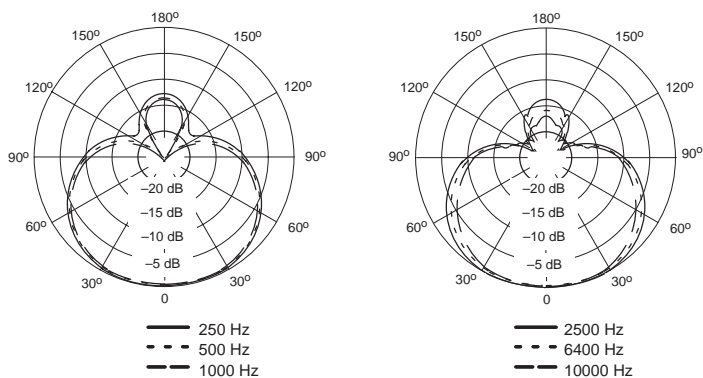 180º
150º 150º
120º 120º
90º 90º
–20 dB
–15 dB
60º 60º
–10 dB
–5 dB
30º 30º
0
250 Hz
500 Hz
1000 Hz
180º
150º 150º
120º 120º
90º 90º
–20 dB
–15 dB
60º 60º
–10 dB
–5 dB
30º 30º
0
2500 Hz
6400 Hz
10000 Hz